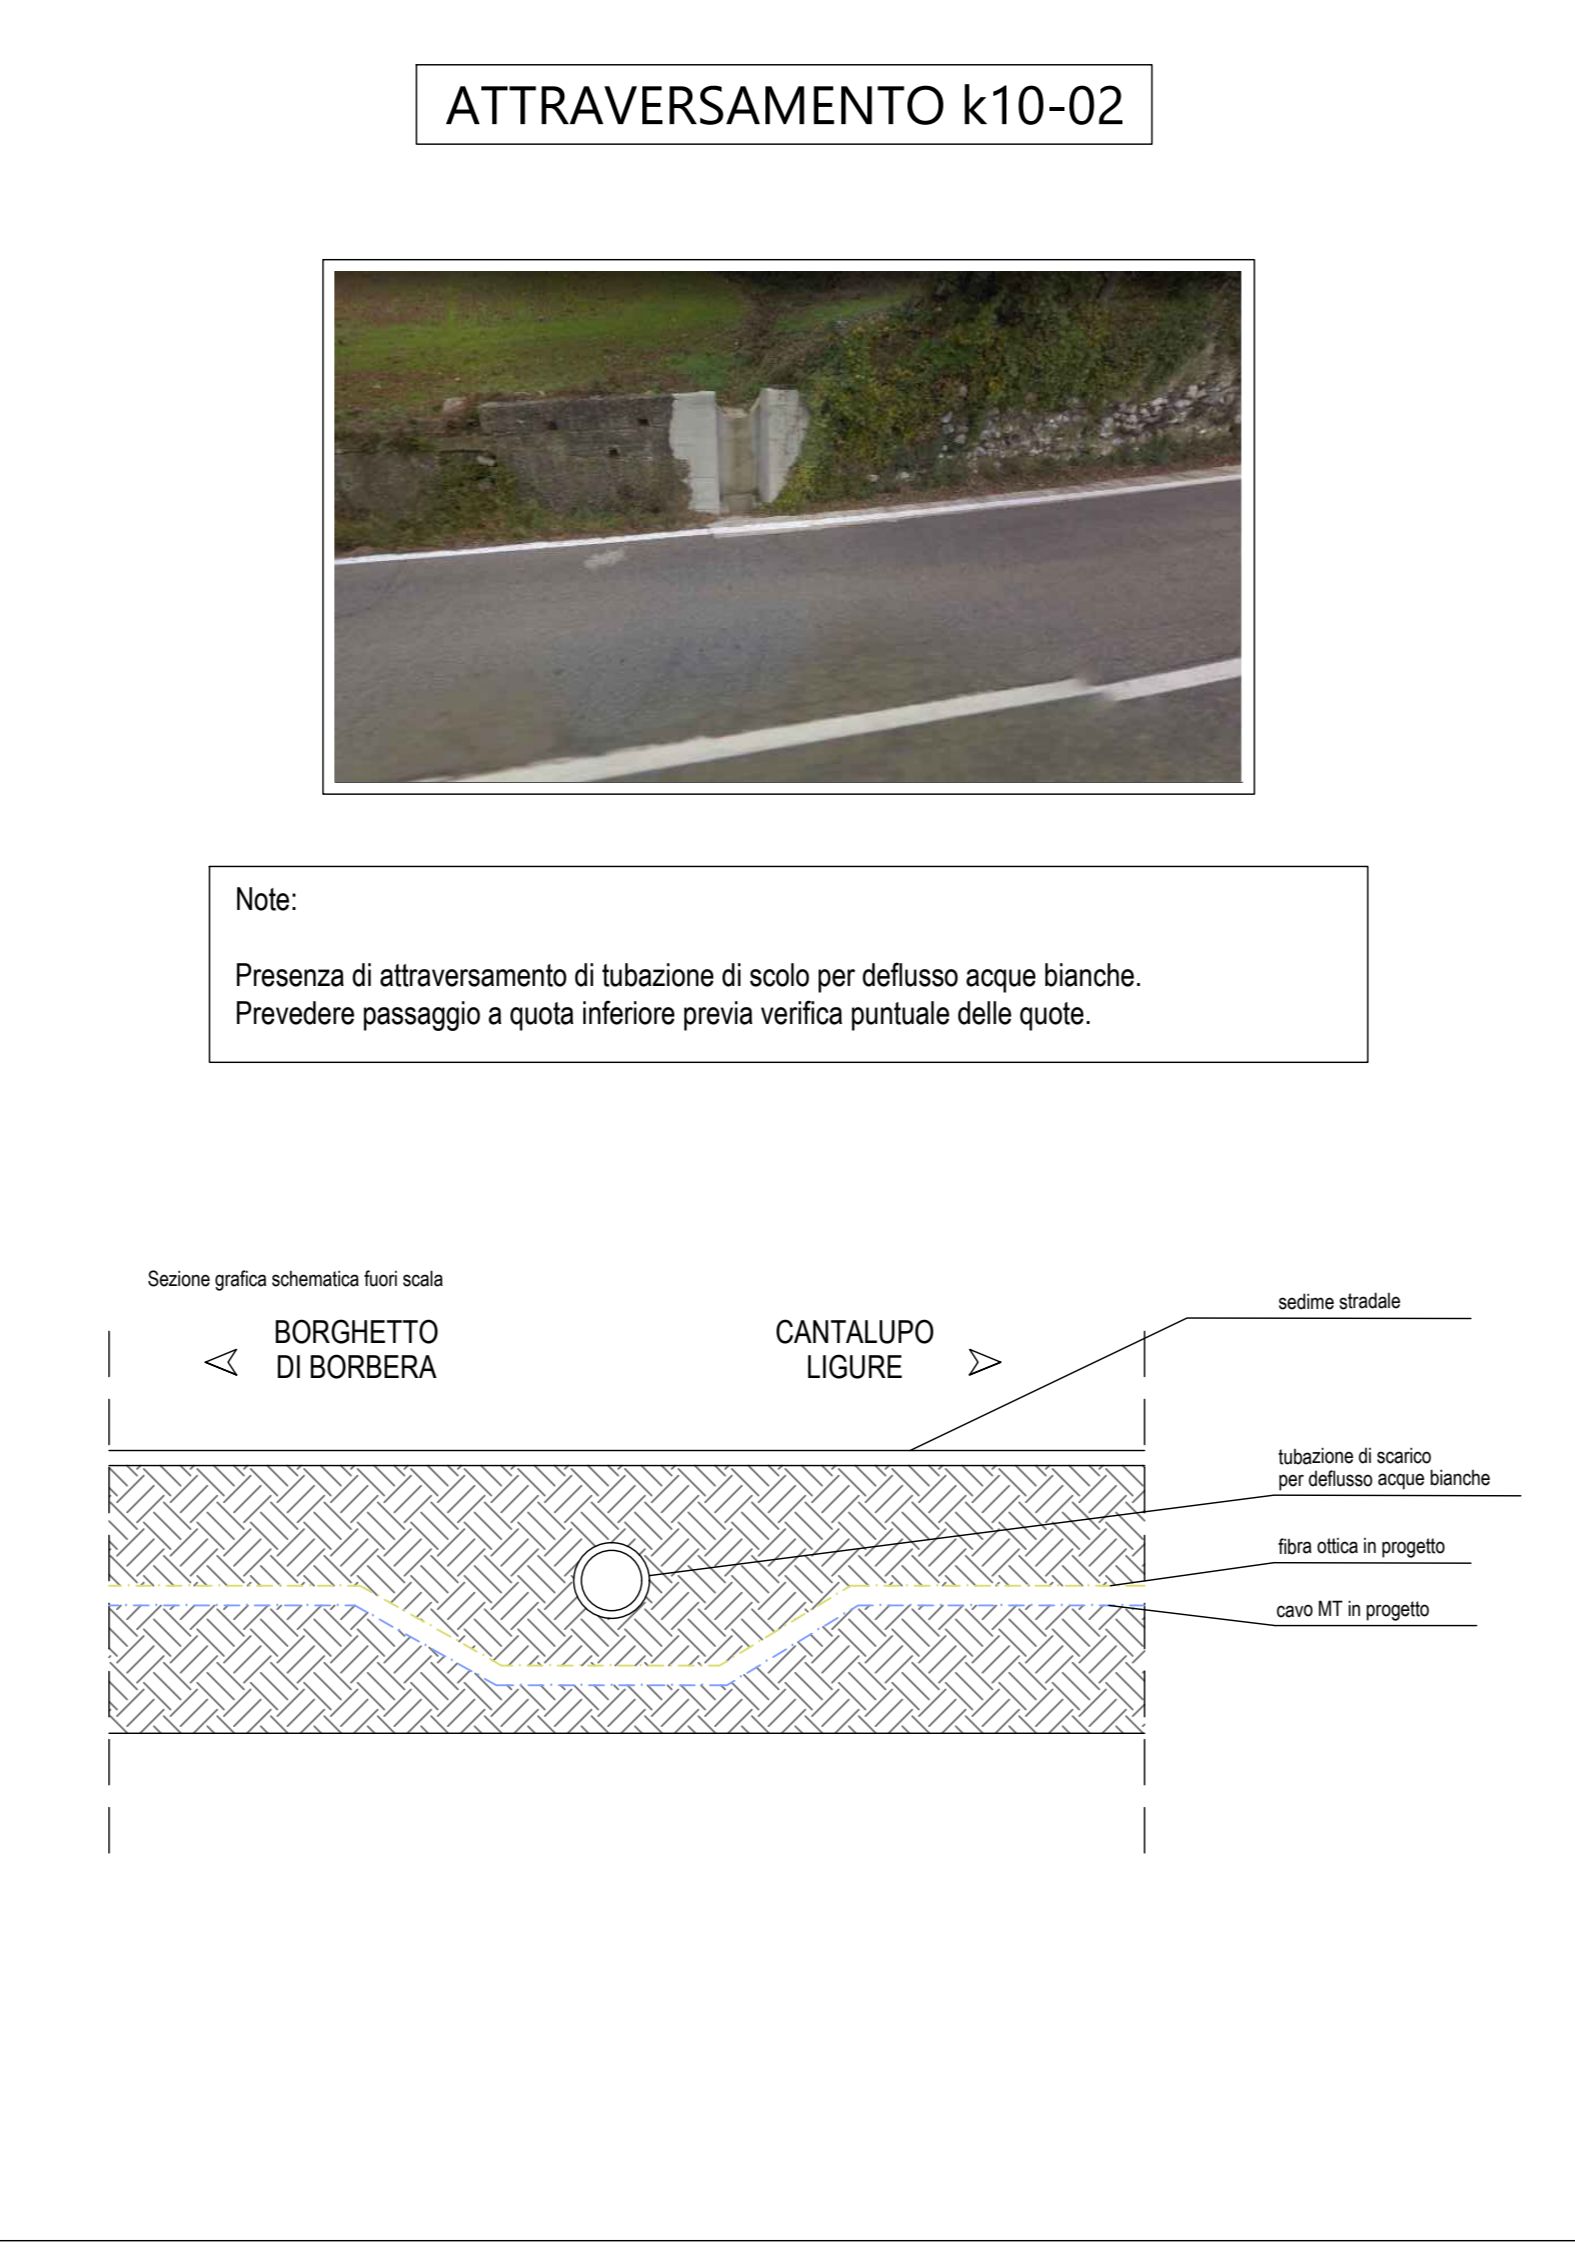 ATTRAVERSAMENTO k10-02
Note:
Presenza di attraversamento di tubazione di scolo per deflusso acque bianche.
Prevedere passaggio a quota inferiore previa verifica puntuale delle quote.
Sezione grafica schematica fuori scala
BORGHETTO
DI BORBERA
CANTALUPO
LIGURE
sedime stradale
tubazione di scarico
per deflusso acque bianche
fibra ottica in progetto
cavo MT in progetto